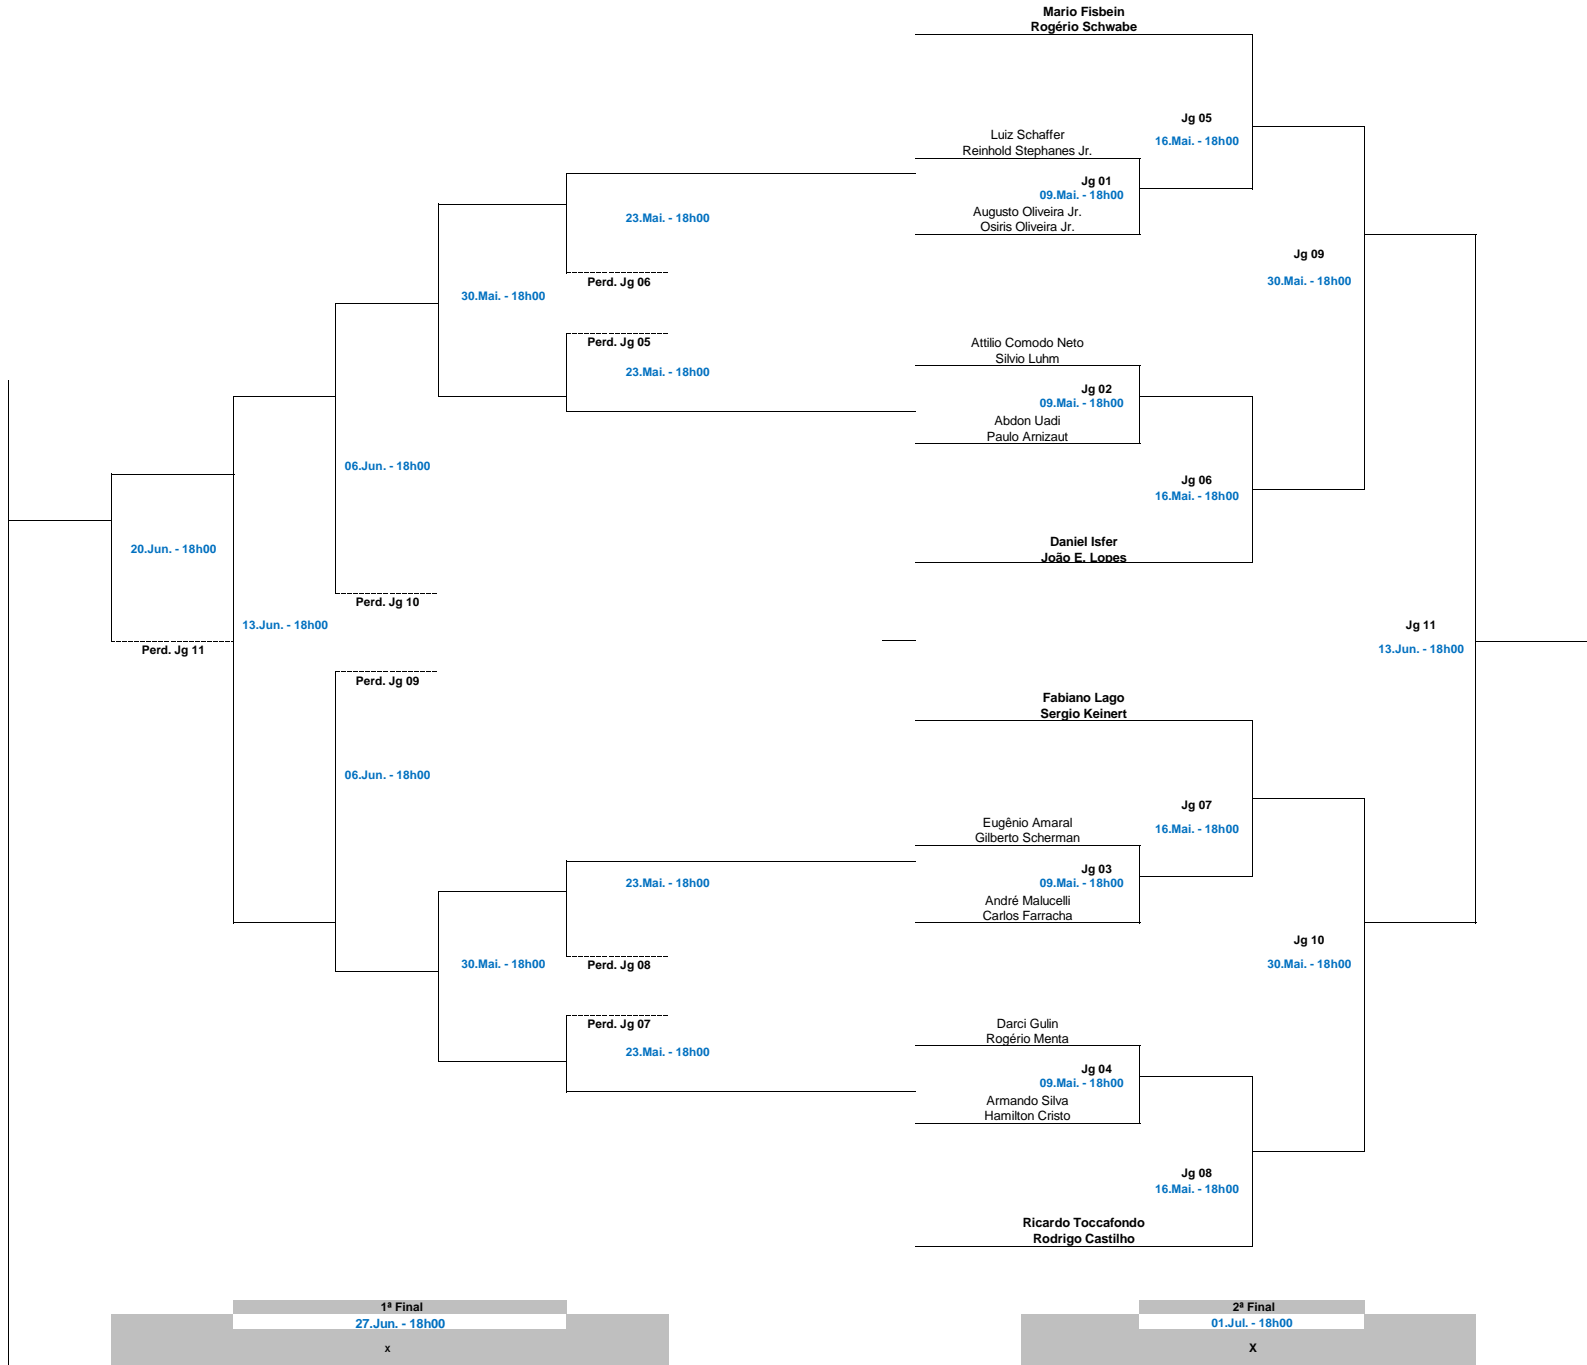 Mario Fisbein
Rogério Schwabe
Jg 05
16.Mai. - 18h00
Luiz Schaffer
Reinhold Stephanes Jr.
Jg 01
09.Mai. - 18h00
Augusto Oliveira Jr.
Osiris Oliveira Jr.
23.Mai. - 18h00
Jg 09
30.Mai. - 18h00
Perd. Jg 06
30.Mai. - 18h00
Perd. Jg 05
23.Mai. - 18h00
Attilio Comodo Neto
Silvio Luhm
Jg 02
09.Mai. - 18h00
Abdon Uadi
Paulo Arnizaut
06.Jun. - 18h00
Jg 06
16.Mai. - 18h00
20.Jun. - 18h00
Daniel Isfer
João E. Lopes
Perd. Jg 10
13.Jun. - 18h00
Jg 11
13.Jun. - 18h00
Perd. Jg 11
Perd. Jg 09
Fabiano Lago
Sergio Keinert
06.Jun. - 18h00
Jg 07
16.Mai. - 18h00
Eugênio Amaral
Gilberto Scherman
Jg 03
09.Mai. - 18h00
23.Mai. - 18h00
André Malucelli
Carlos Farracha
Jg 10
30.Mai. - 18h00
30.Mai. - 18h00
Perd. Jg 08
Perd. Jg 07
23.Mai. - 18h00
Darci Gulin
Rogério Menta
Jg 04
09.Mai. - 18h00
Armando Silva
Hamilton Cristo
Jg 08
16.Mai. - 18h00
Ricardo Toccafondo
Rodrigo Castilho
1ª Final
27.Jun. - 18h00
x
2ª Final
01.Jul. - 18h00
X